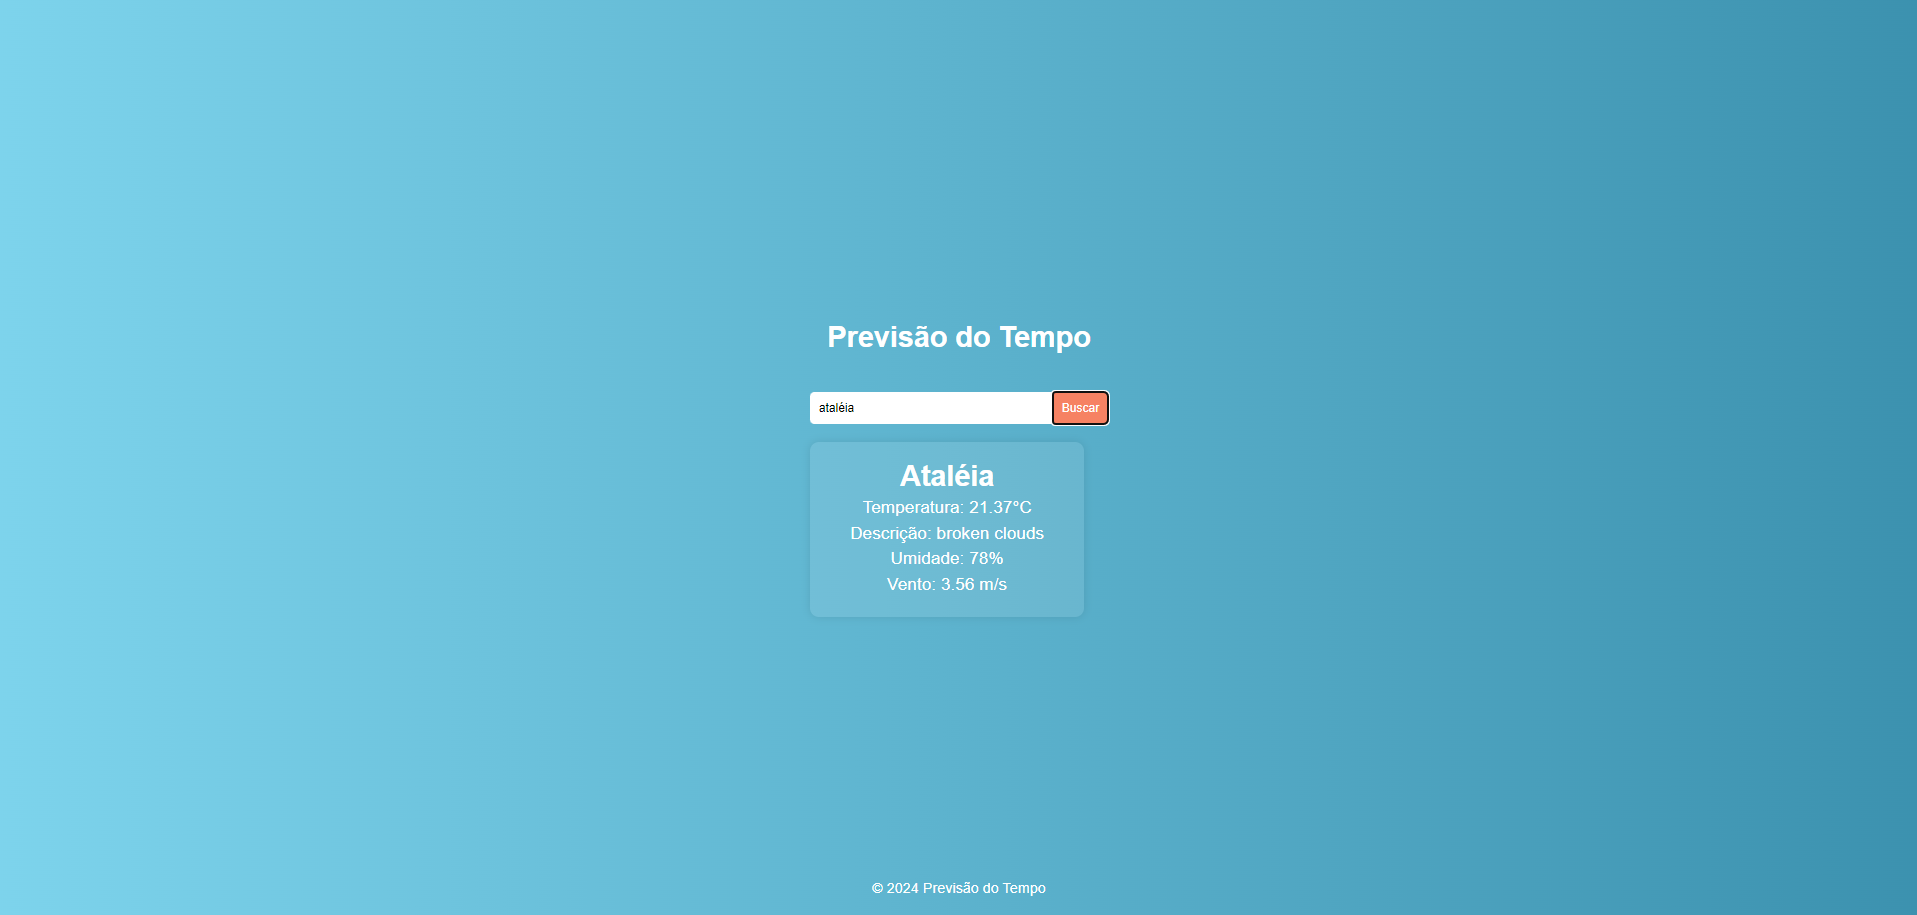 Previsão do Tempo
ataléia Buscar
Ataléia
Temperatura: 21.37°C
Descrição: broken clouds
Umidade: 78%
Vento: 3.56 m/s
© 2024 Previsão do Tempo